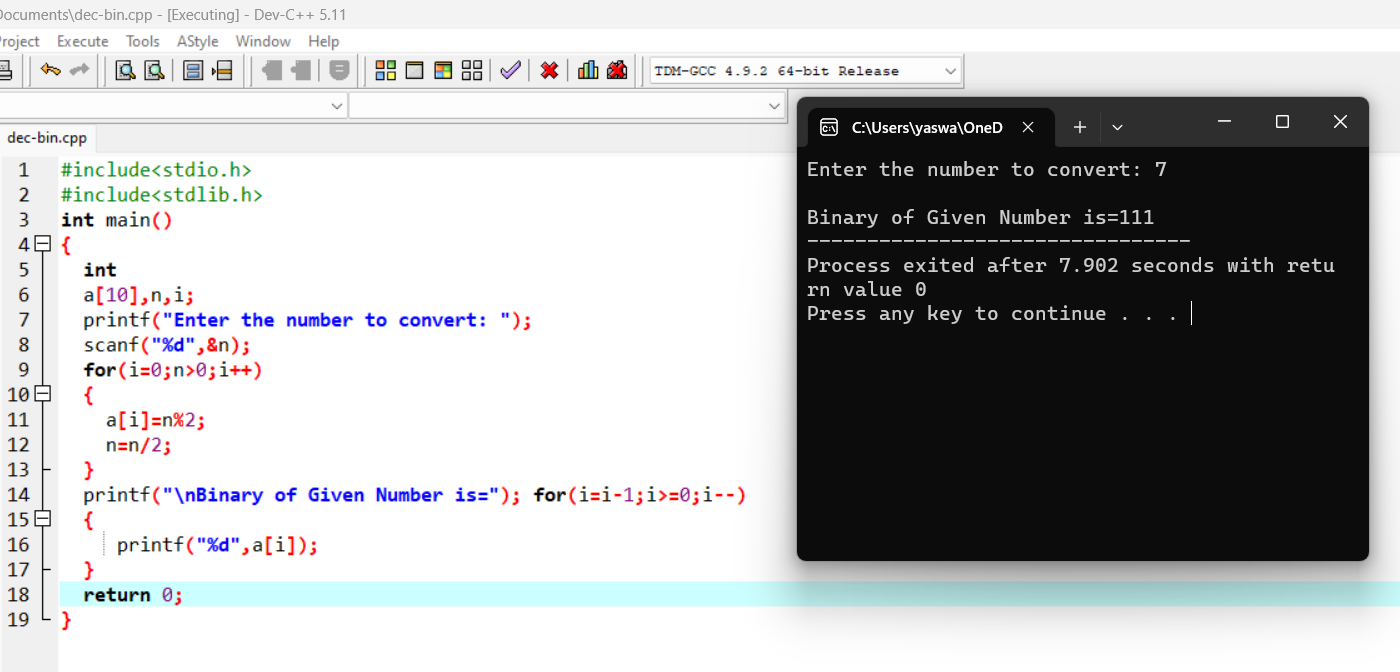 Documents\dec-bin.cpp - [Executing] - Dev-C++ 5.11
Project Execute Tools AStyle Window Help
TDM-GCC 4.9.2 64-bit Release
dec-bin.cpp
1 #include<stdio.h>
2 #include<stdlib.h>
3 int main()
4 {
5 int
6 a[10],n,i;
7 printf("Enter the number to convert: ");
8 scanf("%d",&n);
9 for(i=0;n>0;i++)
10 {
11 a[i]=n%2;
12 n=n/2;
13 }
14 printf("\nBinary of Given Number is="); for(i=i-1;i>=0;i--)
15 {
16 printf("%d",a[i]);
17 }
18 return 0;
19 }
C:\Users\yaswa\OneD
Enter the number to convert: 7
Binary of Given Number is=111
--------------------------------
Process exited after 7.902 seconds with retu
rn value 0
Press any key to continue . . .